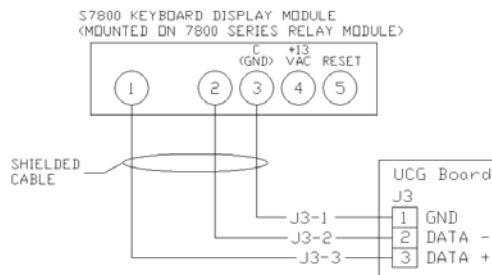 S7800 KEYBOARD DISPLAY MODULE
(MOUNTED ON 7800 SERIES RELAY MODULE)
C +13
(GND) VAC RESET
1 2 3 4 5
SHIELDED
CABLE
UCG Board
J3
J3-1 1 GND
J3-2 2 DATA -
J3-3 3 DATA +